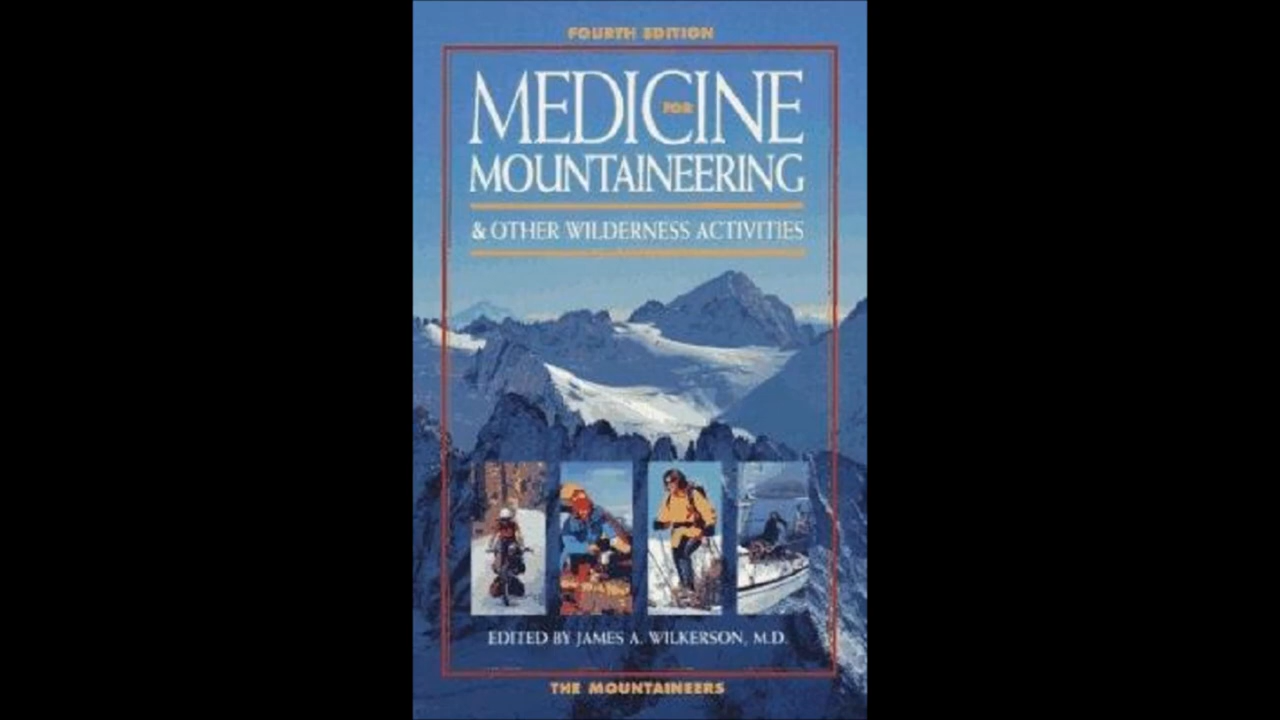 FOURTH EDITION
MEDICINE
FOR
MOUNTAINEERING
& OTHER WILDERNESS ACTIVITIES
EDITED BY JAMES A. WILKERSON, M.D.
THE MOUNTAINEERS